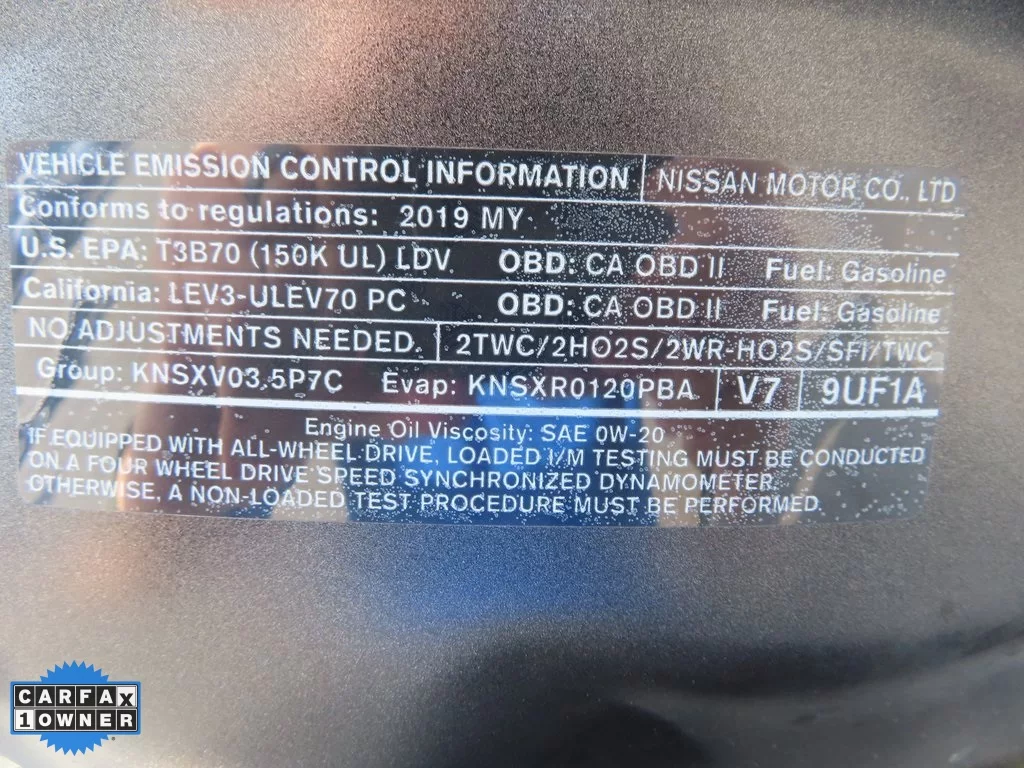 VEHICLE EMISSION CONTROL INFORMATION NISSAN MOTOR CO., LTD
Conforms to regulations: 2019 MY
U.S. EPA: T3B70 (150K UL) LDV OBD: CA OBD II Fuel: Gasoline
California: LEV3-ULEV70 PC OBD: CA OBD II Fuel: Gasoline
NO ADJUSTMENTS NEEDED. 2TWC/2HO2S/2WR-HO2S/SFI/TWC
Group: KNSXV03.5P7C Evap: KNSXR0120PBA V7 9UF1A
Engine Oil Viscosity: SAE 0W-20
IF EQUIPPED WITH ALL-WHEEL DRIVE, LOADED I/M TESTING MUST BE CONDUCTED
ON A FOUR WHEEL DRIVE SPEED SYNCHRONIZED DYNAMOMETER.
OTHERWISE, A NON-LOADED TEST PROCEDURE MUST BE PERFORMED.
CARFAX
1 OWNER